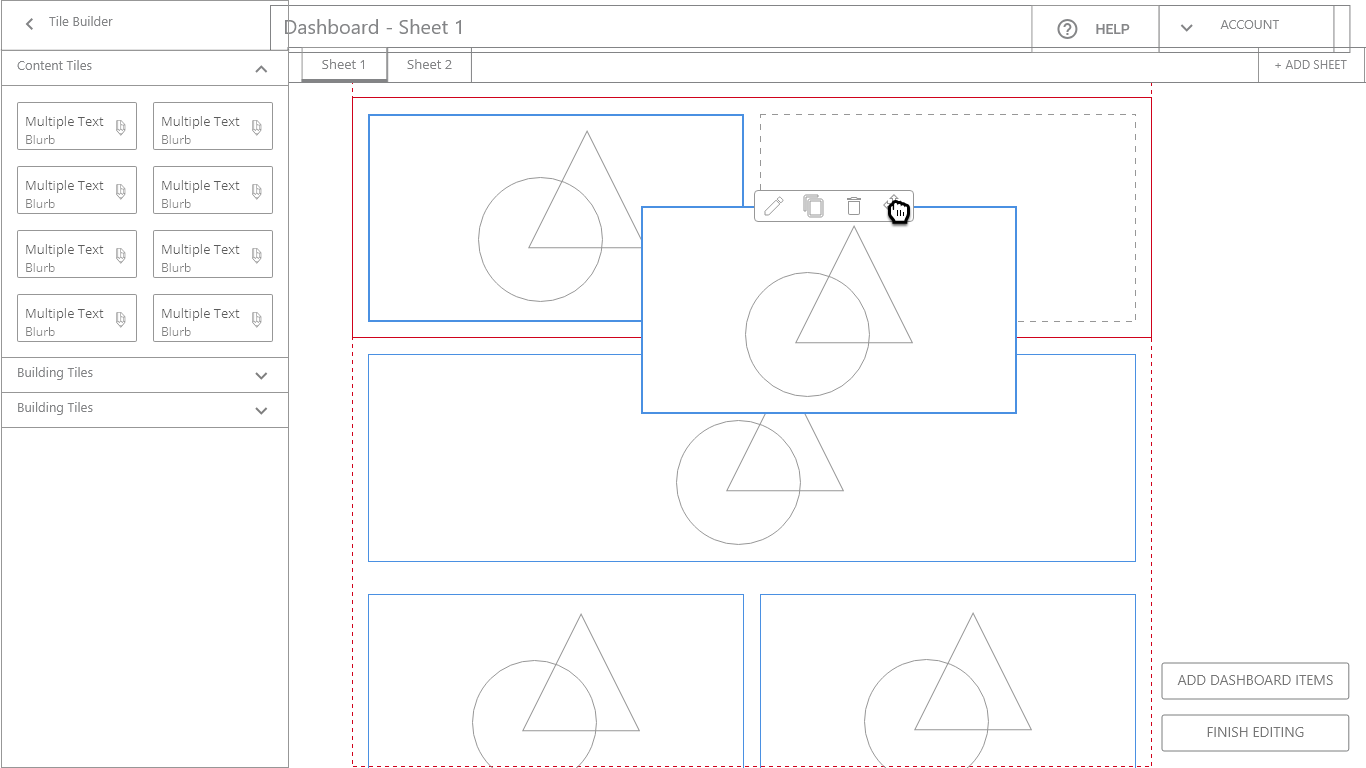 Tile Builder
Dashboard - Sheet 1
HELP
ACCOUNT
Content Tiles
Sheet 1
Sheet 2
+ ADD SHEET
Multiple Text
Blurb
Multiple Text
Blurb
Multiple Text
Blurb
Multiple Text
Blurb
Multiple Text
Blurb
Multiple Text
Blurb
Multiple Text
Blurb
Multiple Text
Blurb
Building Tiles
Building Tiles
ADD DASHBOARD ITEMS
FINISH EDITING